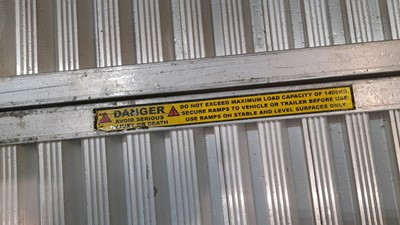 DANGER
AVOID SERIOUS
INJURY OR DEATH
DO NOT EXCEED MAXIMUM LOAD CAPACITY OF 1400KG.
SECURE RAMPS TO VEHICLE OR TRAILER BEFORE USE.
USE RAMPS ON STABLE AND LEVEL SURFACES ONLY.